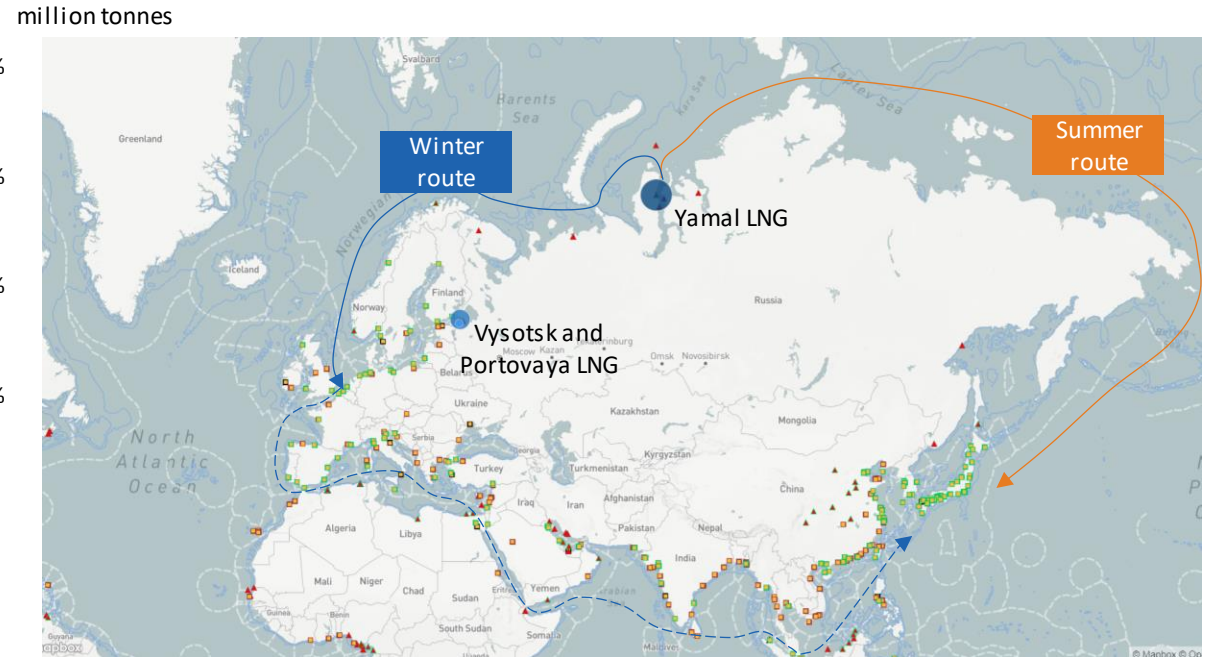 million tonnes
%
%
%
%
Svalbard
Barents
Sea
Kara Sea
Laptev Sea
Greenland
Winter
route
Summer
route
Yamal LNG
Norwegian
Iceland
Finland
Norway
Russia
Vysotsk and
Portovaya LNG
Moscow Kazan
Omsk Novosibirsk
Belarus
Ukraine
Kazakhstan
Mongolia
North
Atlantic
Ocean
Serbia
Georgia
Kyrgyzstan
Turkey
Turkmenistan
Iraq
Iran
Afghanistan
China
Algeria
Libya
Pakistan
Nepal
India
Mali
Niger
Chad
Sudan
Yemen
Guinea
Benin
South Sudan
Somalia
Maldives
Guyana
mapbox
© Mapbox © Op